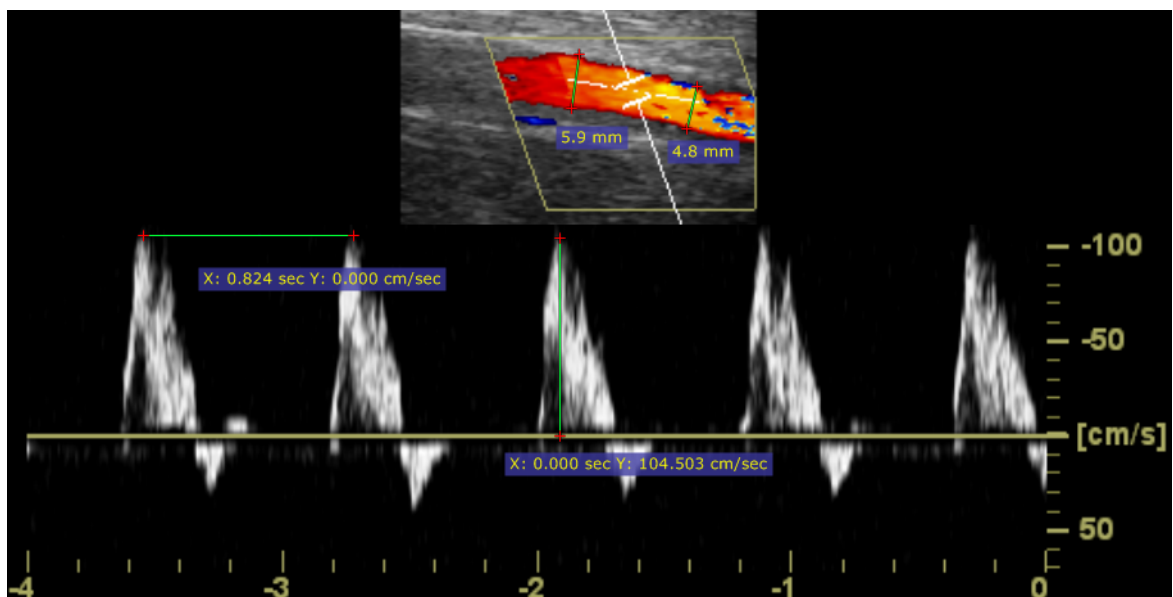 5.9 mm
4.8 mm
-100
X: 0.824 sec Y: 0.000 cm/sec
-50
[cm/s]
X: 0.000 sec Y: 104.503 cm/sec
50
-4 -3 -2 -1 0